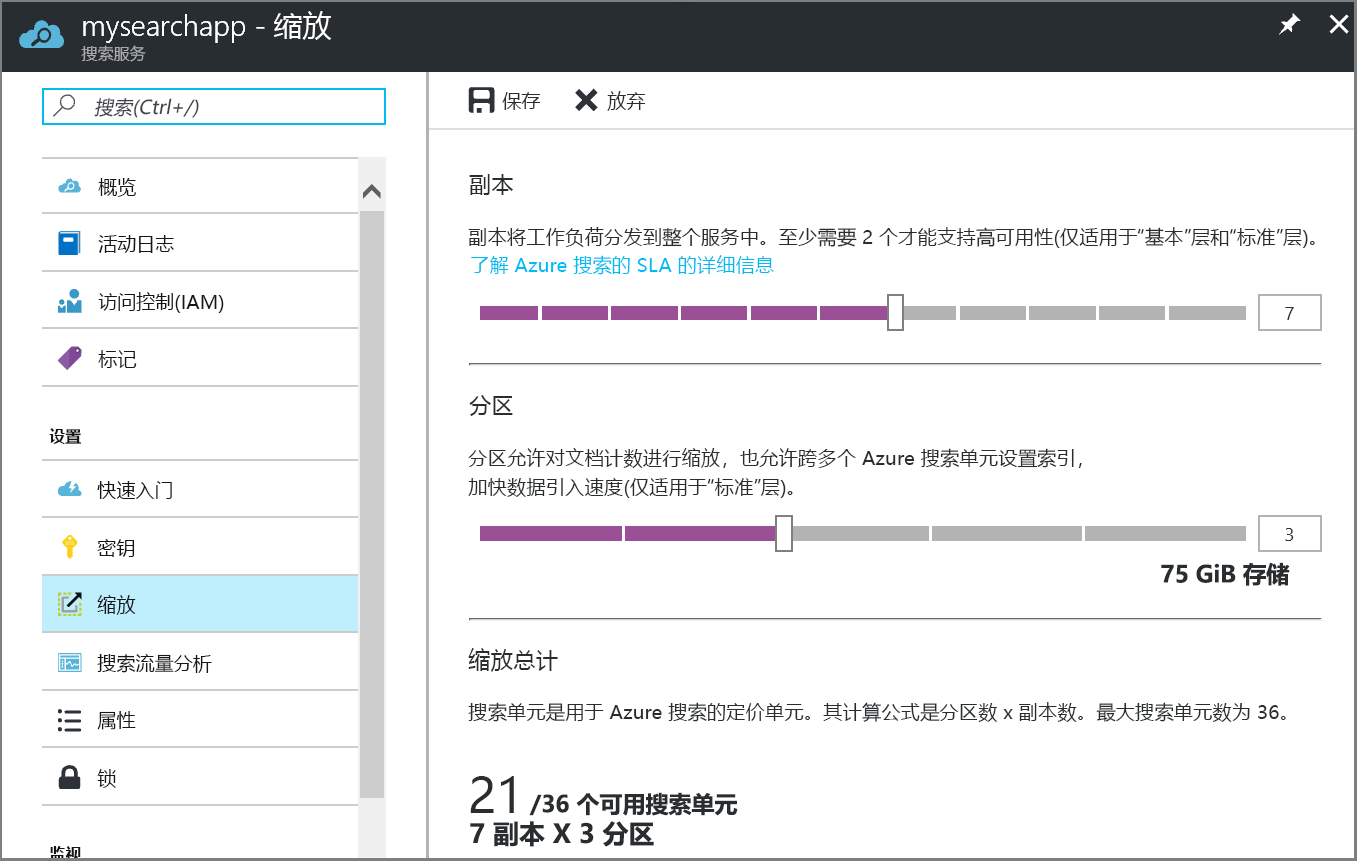 mysearchapp - 缩放
搜索服务
搜索(Ctrl+/)
概览
活动日志
访问控制(IAM)
标记
设置
快速入门
密钥
缩放
搜索流量分析
属性
锁
监视
保存
放弃
副本
副本将工作负荷分发到整个服务中。至少需要 2 个才能支持高可用性(仅适用于“基本”层和“标准”层)。
了解 Azure 搜索的 SLA 的详细信息
7
分区
分区允许对文档计数进行缩放，也允许跨多个 Azure 搜索单元设置索引，
加快数据引入速度(仅适用于“标准”层)。
3
75 GiB 存储
缩放总计
搜索单元是用于 Azure 搜索的定价单元。其计算公式是分区数 x 副本数。最大搜索单元数为 36。
21 /36 个可用搜索单元
7 副本 X 3 分区